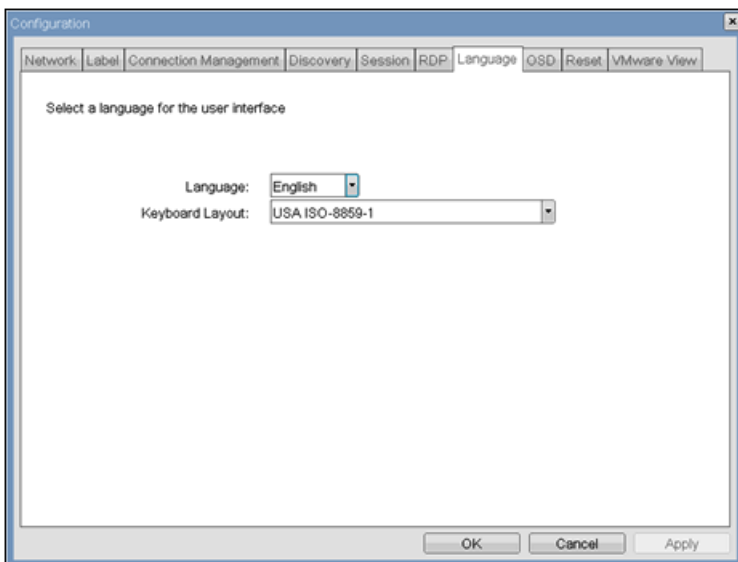 Configuration
Network Label Connection Management Discovery Session RDP Language OSD Reset VMware View
Select a language for the user interface
Language: English
Keyboard Layout: USA ISO-8859-1
OK Cancel Apply